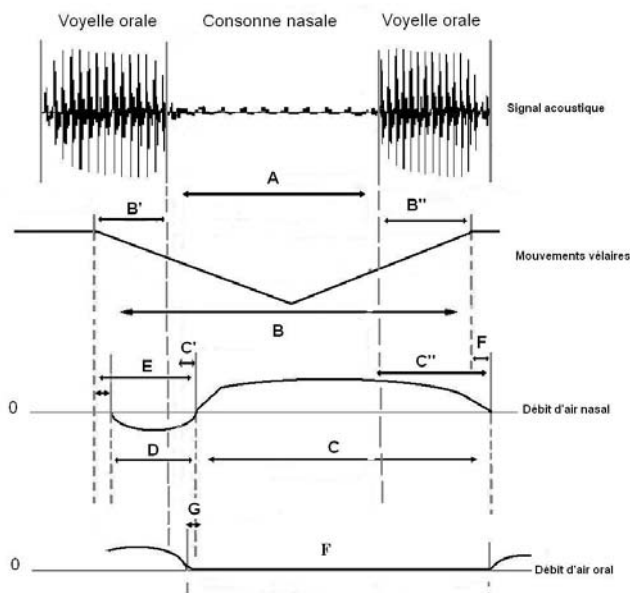 Voyelle orale Consonne nasale Voyelle orale
Signal acoustique
A
B' B"
Mouvements vélaires
B
C' F
E C"
0 Débit d'air nasal
D C
G
F
0 Débit d'air oral